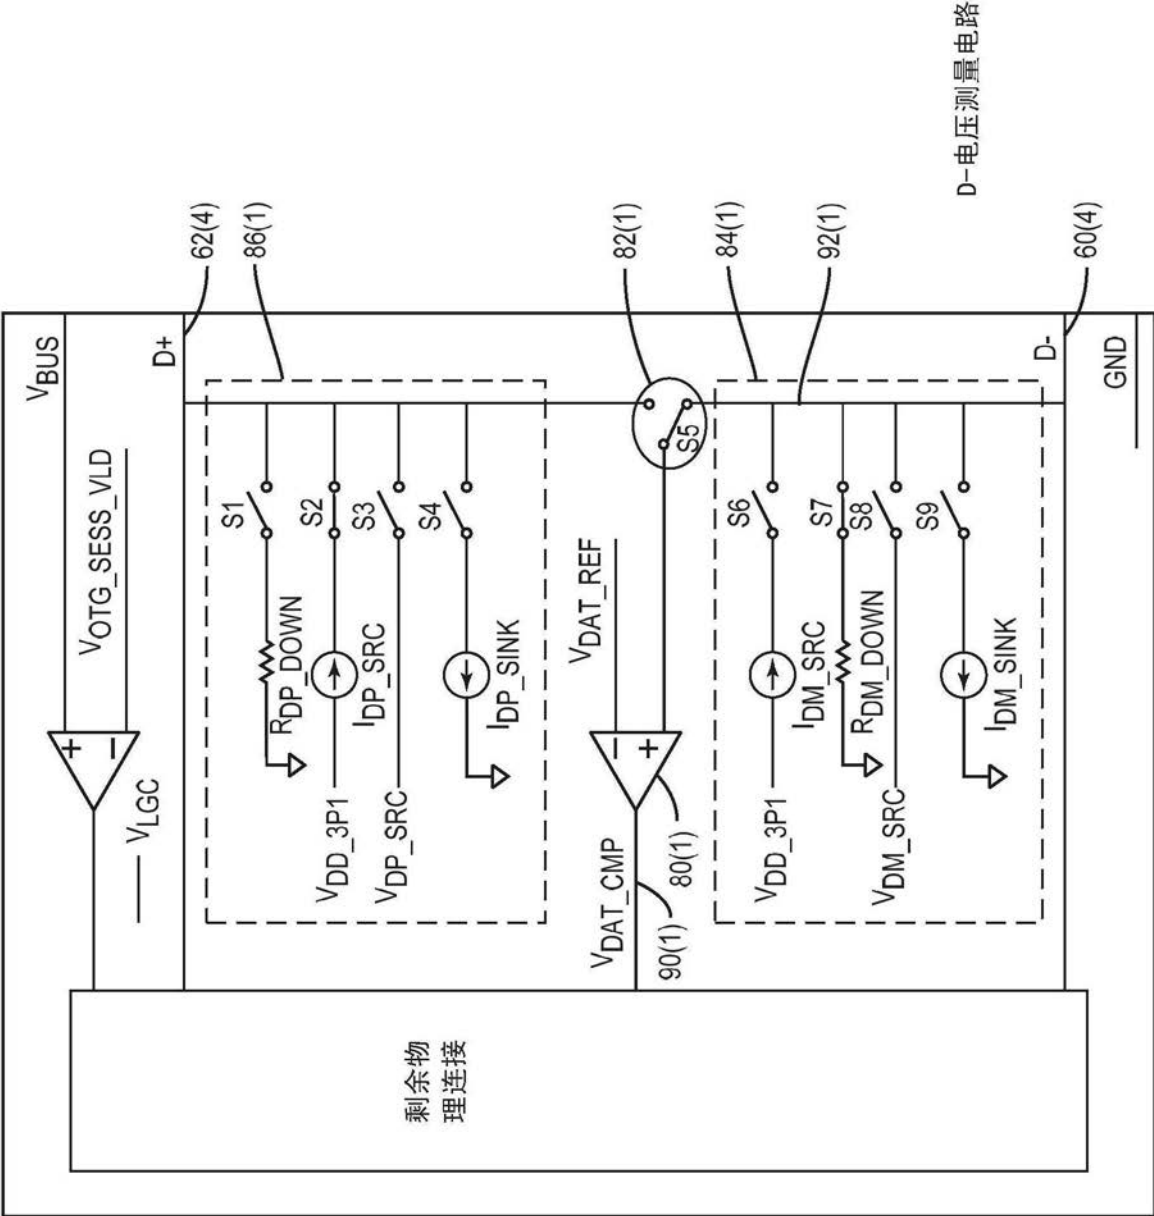 剩余物
理连接
VBUS
VOTG_SESS_VLD
VLGC
D+
62(4)
86(1)
S1
RDP_DOWN
S2
IDP_SRC
VDD_3P1
S3
VDP_SRC
S4
IDP_SINK
VDAT_REF
VDAT_CMP
90(1)
80(1)
S5
82(1)
84(1)
92(1)
S6
IDM_SRC
VDD_3P1
S7
RDM_DOWN
S8
VDM_SRC
S9
IDM_SINK
D-
60(4)
GND
D-电压测量电路